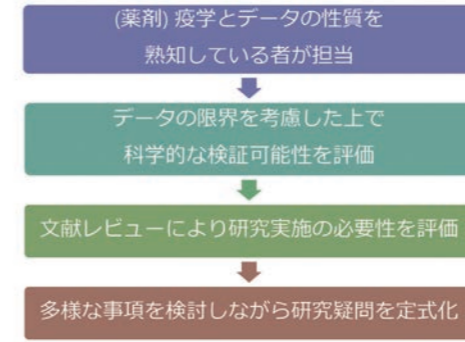 (薬剤) 疫学とデータの性質を
熟知している者が担当
データの限界を考慮した上で
科学的な検証可能性を評価
文献レビューにより研究実施の必要性を評価
多様な事項を検討しながら研究疑問を定式化